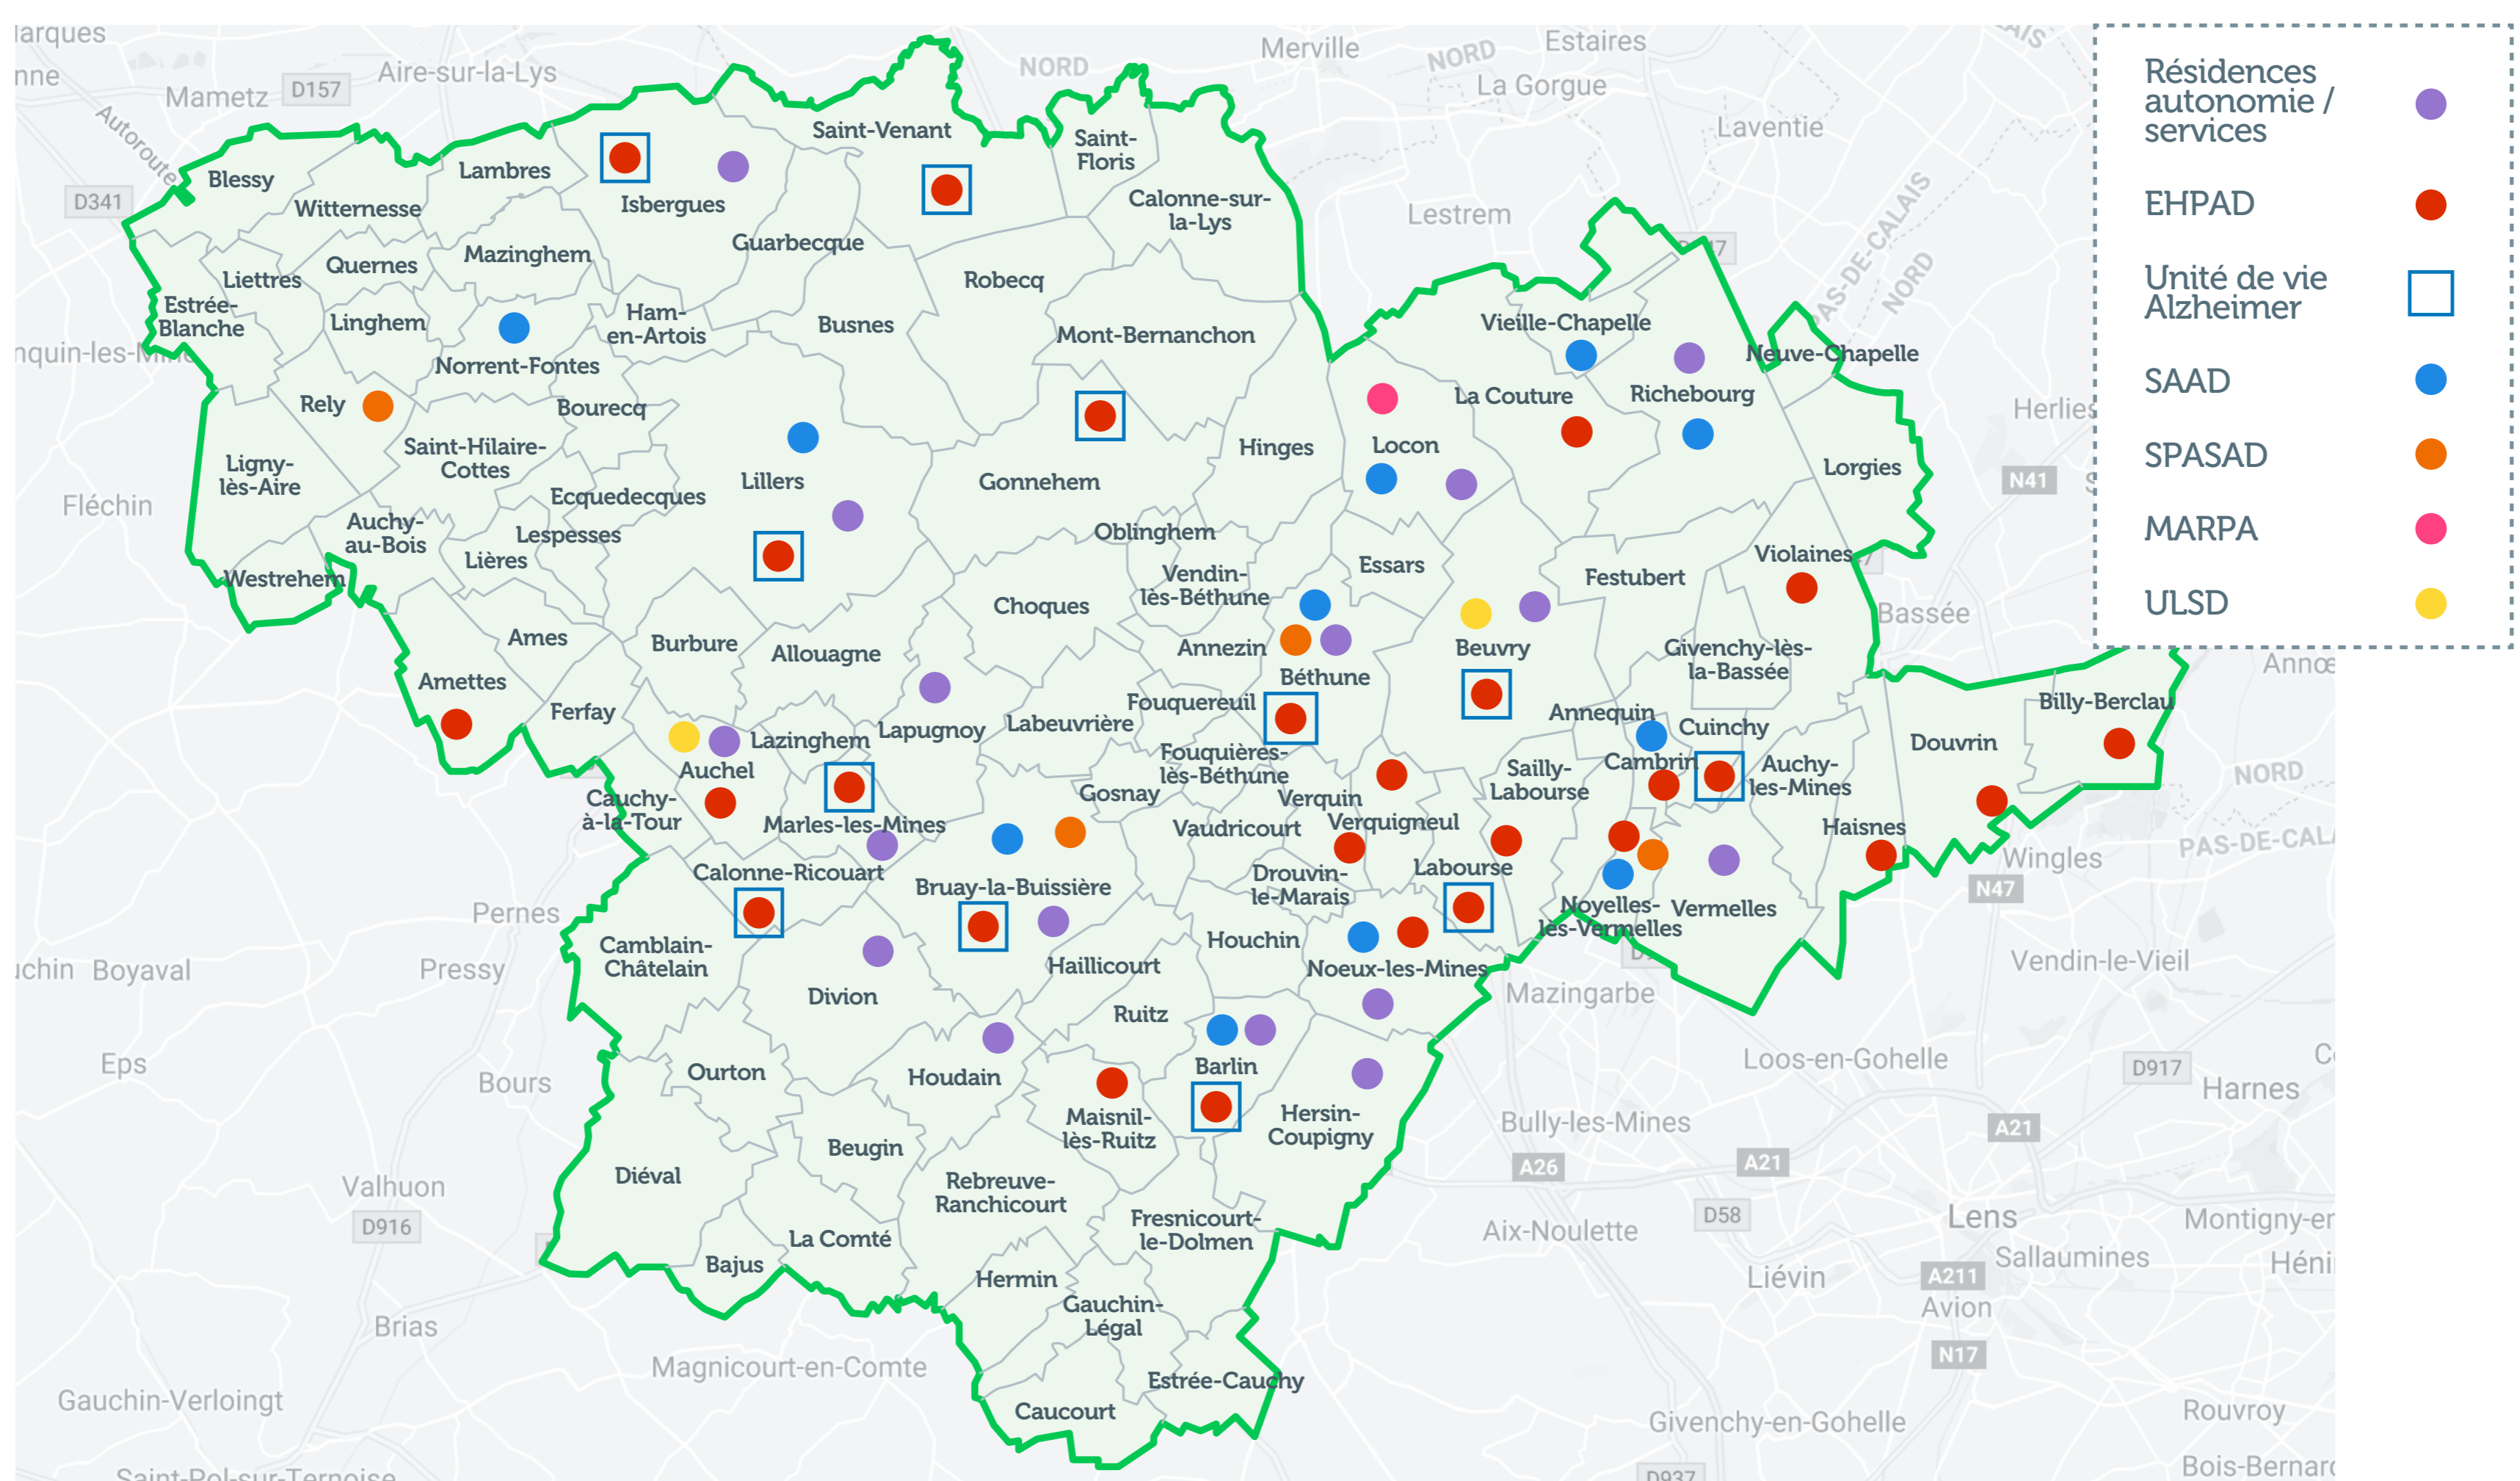 Mametz
D157
Aire-sur-la-Lys
NORD
Merville
NORD
Estaires
La Gorgue
Laventie
Autoroute
D341
Lestrem
PAS-DE-CALAIS
NORD
Fléchin
N41
Bassée
NORD
PAS-DE-CALA
Wingles
N47
Vendin-le-Vieil
Pernes
Boyaval
Pressy
Mazingarbe
Loos-en-Gohelle
D917
Harnes
Eps
Bours
Bully-les-Mines
A21
A26
A21
Valhuon
D916
D58
Lens
Aix-Noulette
Sallaumines
Liévin
A211
Avion
Brias
N17
Magnicourt-en-Comte
Gauchin-Verloingt
Givenchy-en-Gohelle
Rouvroy
Saint-Pol-sur-Ternoise
D937
Résidences
autonomie /
services
EHPAD
Unité de vie
Alzheimer
SAAD
SPASAD
MARPA
ULSD
Blessy
Witternesse
Lambres
Isbergues
Saint-Venant
Saint-
Floris
Calonne-sur-
la-Lys
Guarbecque
Mazinghem
Quernes
Liettres
Estrée-
Blanche
Linghem
Norrent-Fontes
Ham-
en-Artois
Busnes
Robecq
Mont-Bernanchon
Vieille-Chapelle
Neuve-Chapelle
La Couture
Richebourg
Rely
Bourecq
Saint-Hilaire-
Cottes
Ligny-
lès-Aire
Lillers
Ecquedecques
Gonnehem
Hinges
Locon
Lorgies
Auchy-
au-Bois
Lespesses
Lières
Westrehem
Oblinghem
Vendin-
lès-Béthune
Essars
Festubert
Violaines
Choques
Ames
Burbure
Allouagne
Annezin
Béthune
Beuvry
Givenchy-lès-
la-Bassée
Amettes
Ferfay
Lapugnoy
Labeuvrière
Fouquereuil
Annequin
Cuinchy
Douvrin
Billy-Berclau
Lazinghem
Auchel
Fouquières-
lès-Béthune
Cambrin
Auchy-
les-Mines
Sailly-
Labourse
Cauchy-
à-la-Tour
Marles-les-Mines
Gosnay
Verquin
Vaudricourt
Verquigneul
Haisnes
Calonne-Ricouart
Bruay-la-Buissière
Drouvin-
le-Marais
Labourse
Noyelles-
lès-Vermelles
Vermelles
Camblain-
Châtelain
Houchin
Haillicourt
Noeux-les-Mines
Divion
Ruitz
Ourton
Houdain
Barlin
Maisnil-
lès-Ruitz
Hersin-
Coupigny
Beugin
Diéval
Rebreuve-
Ranchicourt
Fresnicourt-
le-Dolmen
La Comté
Bajus
Hermin
Gauchin-
Légal
Estrée-Cauchy
Caucourt